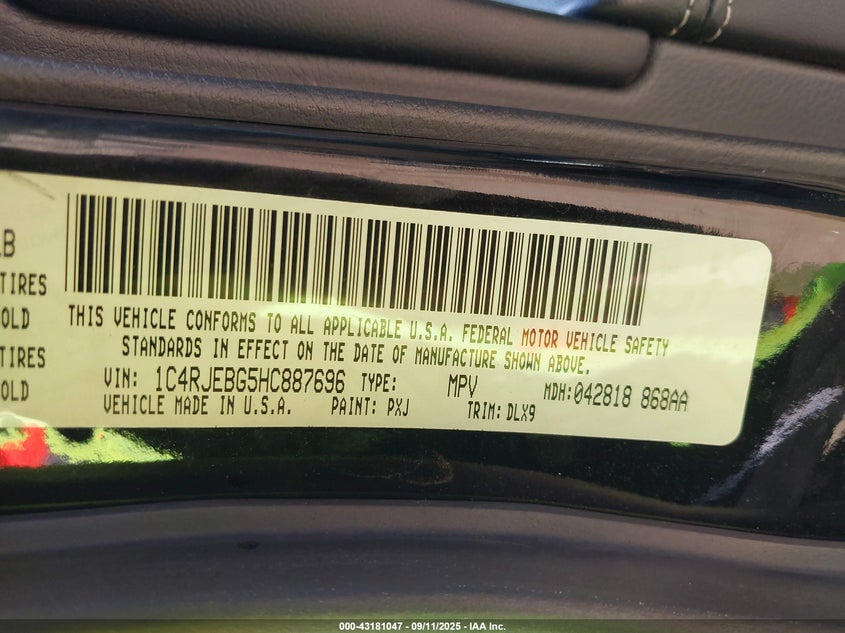 LB
TIRES
OLD
TIRES
OLD
THIS VEHICLE CONFORMS TO ALL APPLICABLE U.S.A. FEDERAL MOTOR VEHICLE SAFETY
STANDARDS IN EFFECT ON THE DATE OF MANUFACTURE SHOWN ABOVE.
VIN: 1C4RJEBG5HC887696 TYPE: MPV MDH:042818 868AA
VEHICLE MADE IN U.S.A. PAINT: PXJ TRIM: DLX9
000-43181047 - 09/11/2025 - IAA Inc.